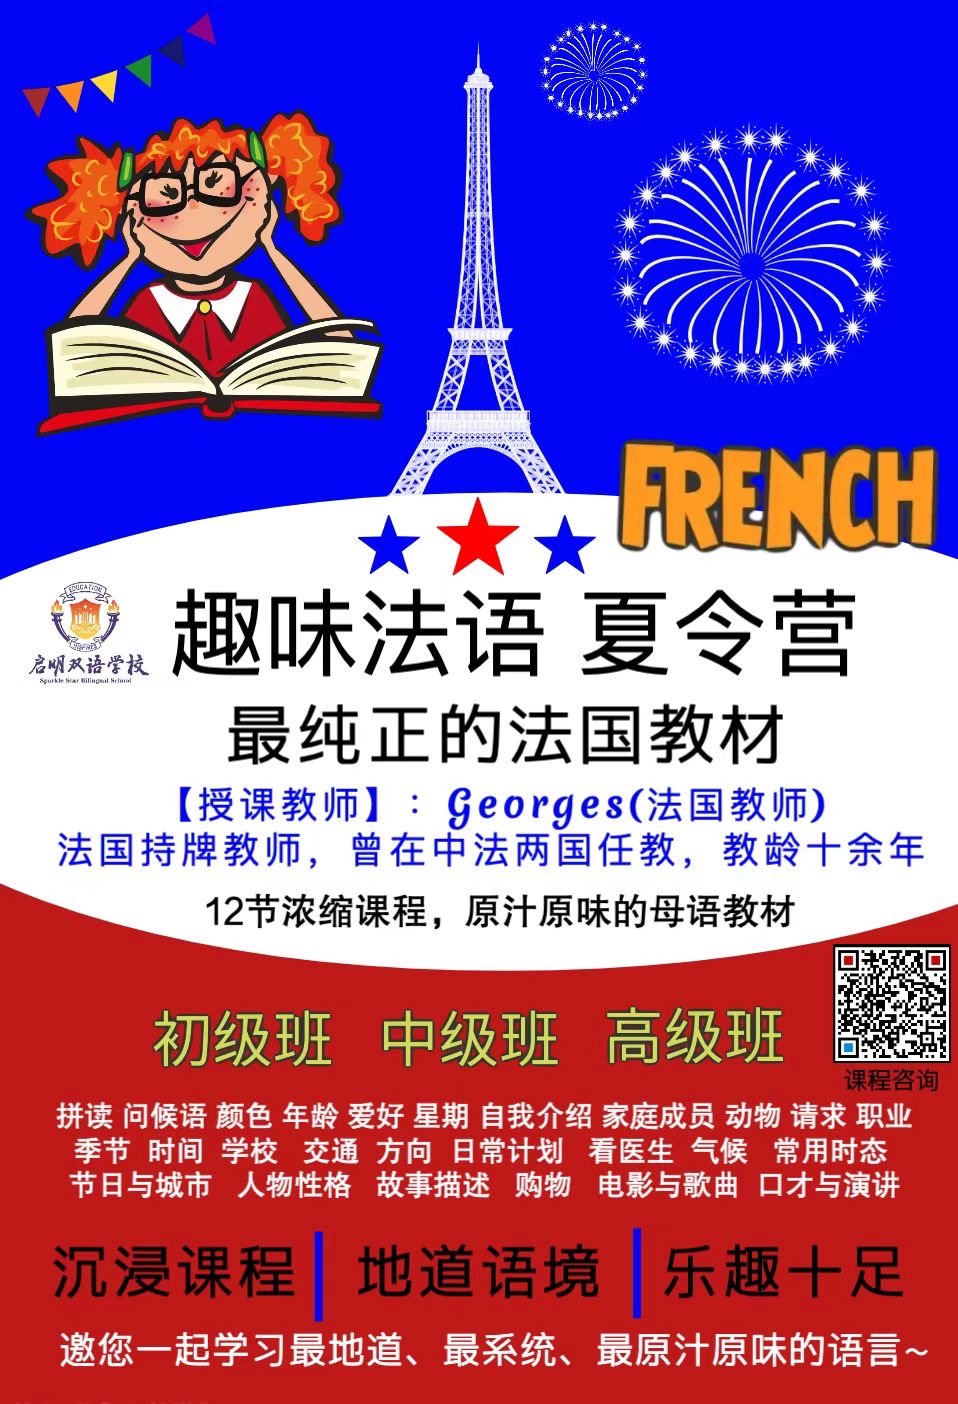 FRENCH
EDUCATION
INSPIRES
启明双语学校
Sparkle Star Bilingual School
趣味法语 夏令营
最纯正的法国教材
【授课教师】：Georges(法国教师)
法国持牌教师，曾在中法两国任教，教龄十余年
12节浓缩课程，原汁原味的母语教材
初级班 中级班 高级班
课程咨询
拼读 问候语 颜色 年龄 爱好 星期 自我介绍 家庭成员 动物 请求 职业
季节 时间 学校 交通 方向 日常计划 看医生 气候 常用时态
节日与城市 人物性格 故事描述 购物 电影与歌曲 口才与演讲
沉浸课程 地道语境 乐趣十足
邀您一起学习最地道、最系统、最原汁原味的语言~